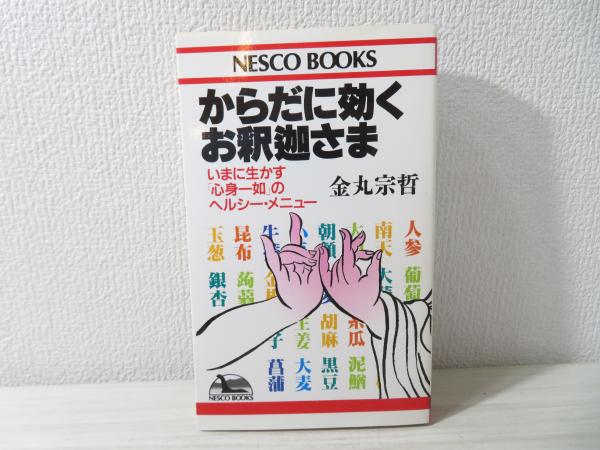 NESCO BOOKS
からだに効く
お釈迦さま
いまに生かす
「心身一如」の
ヘルシー・メニュー
金丸宗哲
人参
南天
朝顔
昆布
玉葱
葡萄
蒟蒻
銀杏
糸瓜
胡麻
生姜
泥鰌
黒豆
大麦
菖蒲
NESCO BOOKS